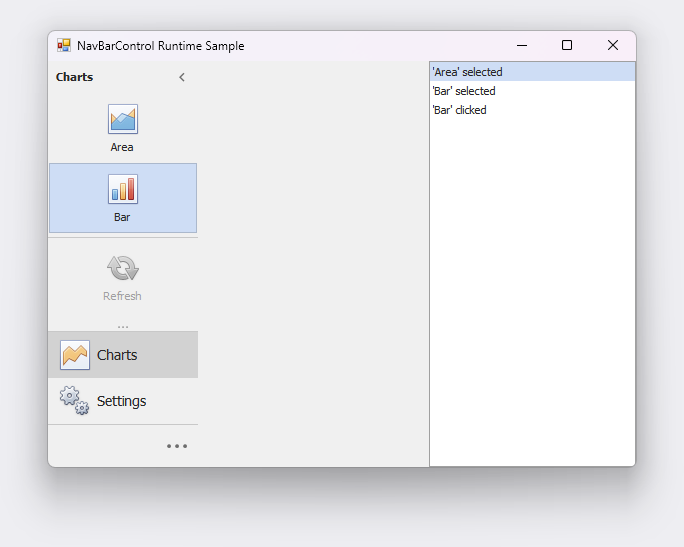 NavBarControl Runtime Sample
Charts
Area
Bar
Refresh
...
Charts
Settings
'Area' selected
'Bar' selected
'Bar' clicked